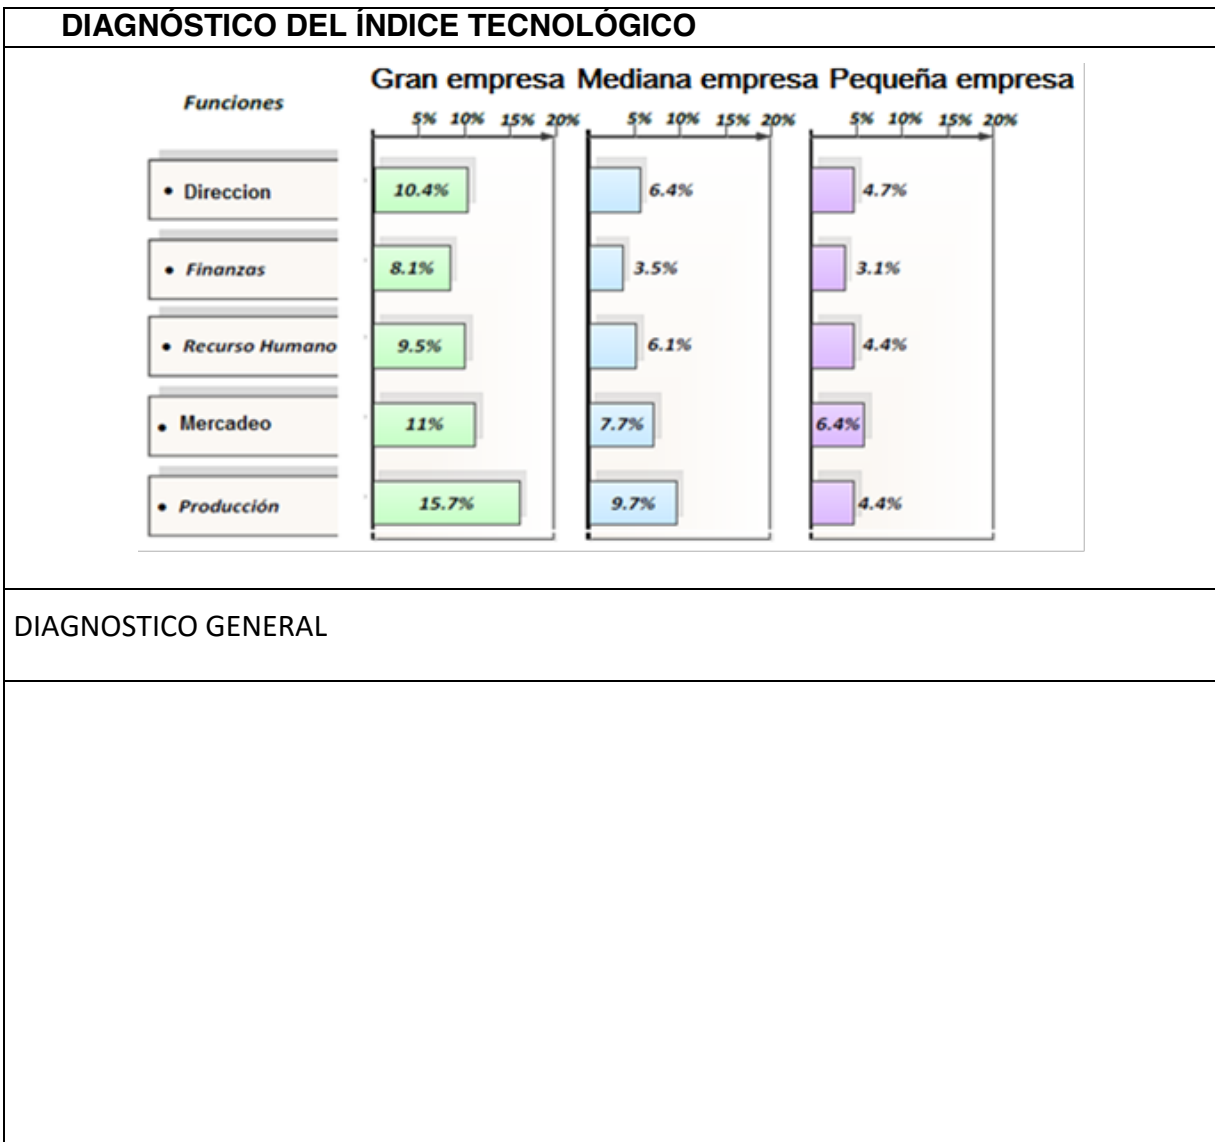 DIAGNÓSTICO DEL ÍNDICE TECNOLÓGICO
Gran empresa Mediana empresa Pequeña empresa
Funciones
5% 10% 15% 20% 5% 10% 15% 20% 5% 10% 15% 20%
• Direccion 10.4% 6.4% 4.7%
• Finanzas 8.1% 3.5% 3.1%
• Recurso Humano 9.5% 6.1% 4.4%
• Mercadeo 11% 7.7% 6.4%
• Producción 15.7% 9.7% 4.4%
DIAGNOSTICO GENERAL